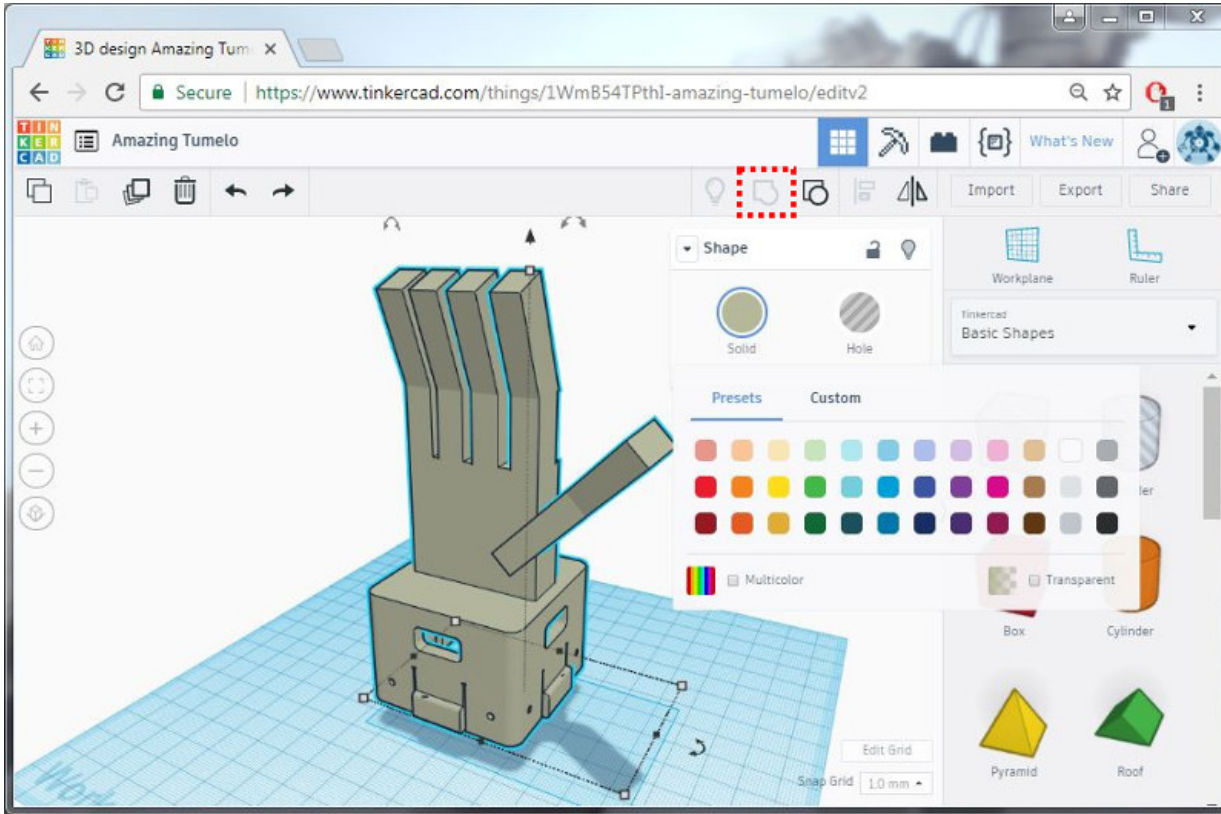 3D design Amazing Tum
Secure | https://www.tinkercad.com/things/1WmB54TPthI-amazing-tumelo/editv2
1
TIN
KER
CAD
Amazing Tumelo
What's New
Import
Export
Share
Shape
Workplane
Ruler
Solid
Hole
Tinkercad
Basic Shapes
Presets
Custom
Multicolor
Transparent
Box
Cylinder
Edit Grid
Snap Grid
1.0 mm
Pyramid
Roof